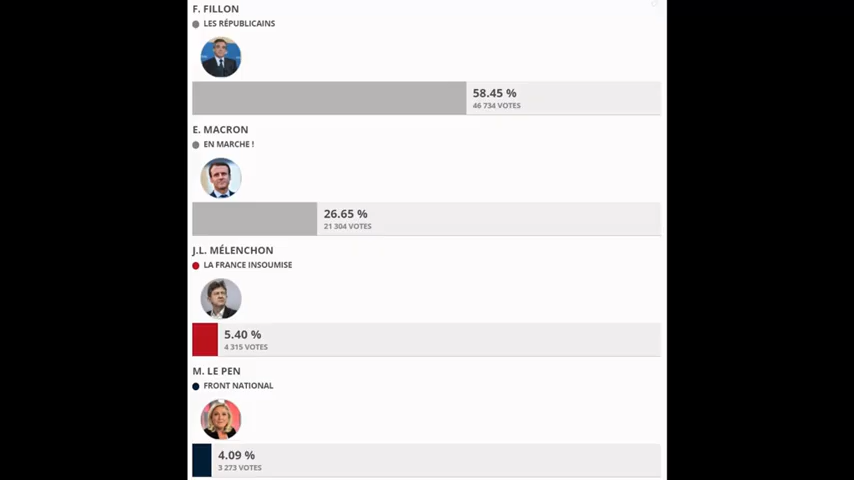 F. FILLON
LES RÉPUBLICAINS
58.45 %
46 734 VOTES
E. MACRON
EN MARCHE !
26.65 %
21 304 VOTES
J.L. MÉLENCHON
LA FRANCE INSOUMISE
5.40 %
4 315 VOTES
M. LE PEN
FRONT NATIONAL
4.09 %
3 273 VOTES